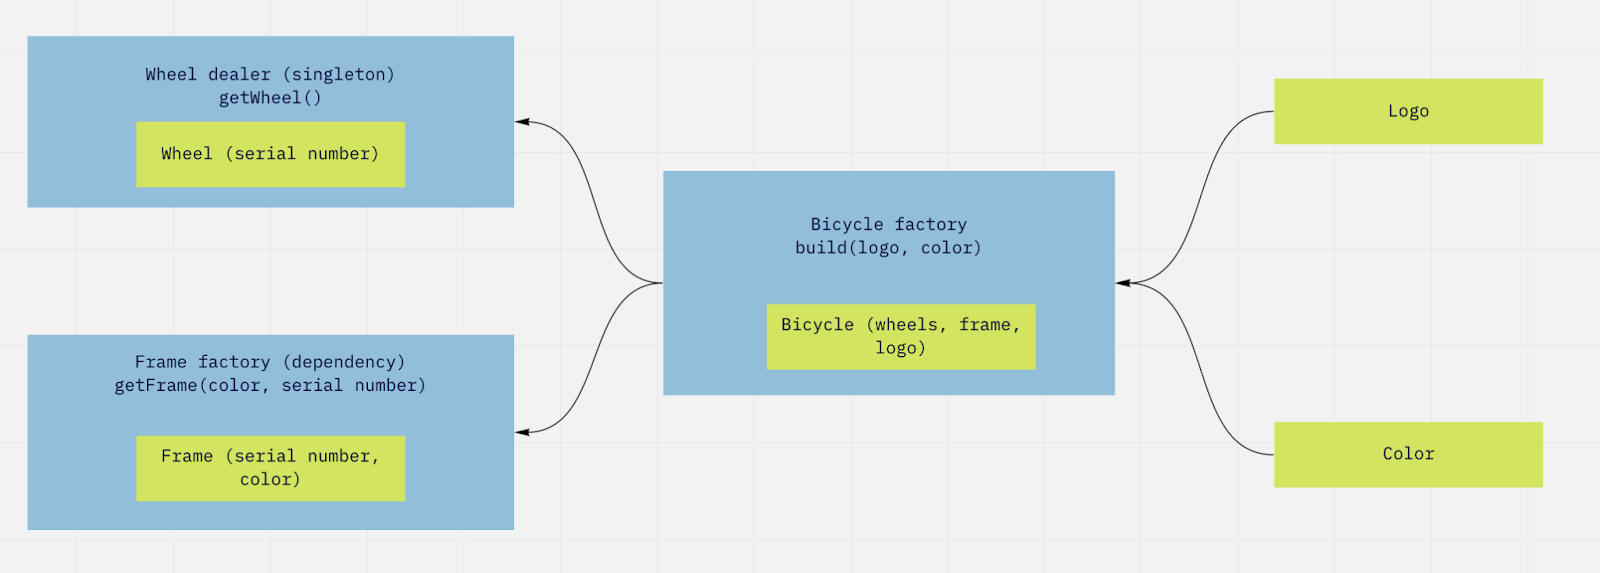 Wheel dealer (singleton)
getWheel()
Wheel (serial number)
Frame factory (dependency)
getFrame(color, serial number)
Frame (serial number,
color)
Bicycle factory
build(logo, color)
Bicycle (wheels, frame,
logo)
Logo
Color